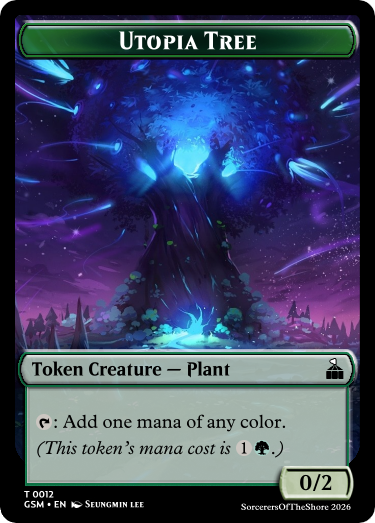 Utopia Tree
Token Creature — Plant
: Add one mana of any color.
(This token's mana cost is 1 .)
0/2
T 0012
GSM • EN Seungmin Lee
SorcerersOfTheShore 2026